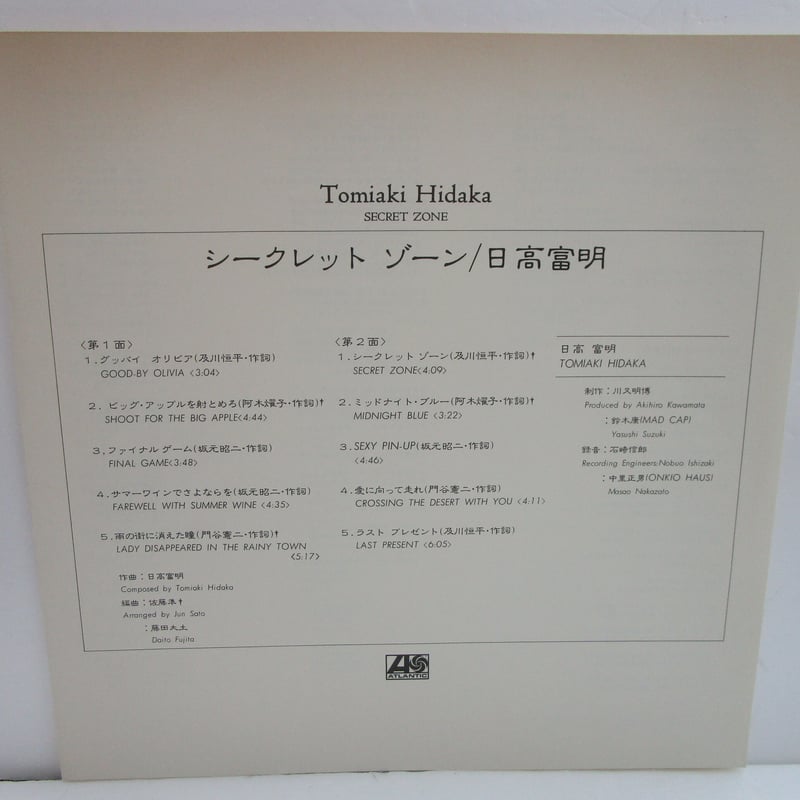 Tomiaki Hidaka
SECRET ZONE
シークレット ゾーン/日高富明
〈第1面〉
1.グッバイ オリビア(及川恒平・作詞)
GOOD-BY OLIVIA〈3:04〉
2. ビッグ・アップルを射とめろ(阿木燿子・作詞)†
SHOOT FOR THE BIG APPLE〈4:44〉
3.ファイナル ゲーム(坂元昭二・作詞)
FINAL GAME〈3:48〉
4.サマーワインでさよならを(坂元昭二・作詞)
FAREWELL WITH SUMMER WINE〈4:35〉
5.雨の街に消えた瞳(門谷憲二・作詞)†
LADY DISAPPEARED IN THE RAINY TOWN
〈5:17〉
作曲:日高富明
Composed by Tomiaki Hidaka
編曲:佐藤準†
Arranged by Jun Sato
:藤田大土
Daito Fujita
〈第2面〉
1.シークレット ゾーン(及川恒平・作詞)†
SECRET ZONE〈4:09〉
2.ミッドナイト・ブルー(阿木燿子・作詞)†
MIDNIGHT BLUE〈3:22〉
3.SEXY PIN-UP(坂元昭二・作詞)
〈4:46〉
4.愛に向って走れ(門谷憲二・作詞)
CROSSING THE DESERT WITH YOU〈4:11〉
5.ラスト プレゼント(及川恒平・作詞)
LAST PRESENT〈6:05〉
日高 富明
TOMIAKI HIDAKA
制作:川又明博
Produced by Akihiro Kawamata
:鈴木康(MAD CAP)
Yasushi Suzuki
録音:石崎信郎
Recording Engineers:Nobuo Ishizaki
:中里正男(ONKIO HAUS)
Masao Nakazato
ATLANTIC